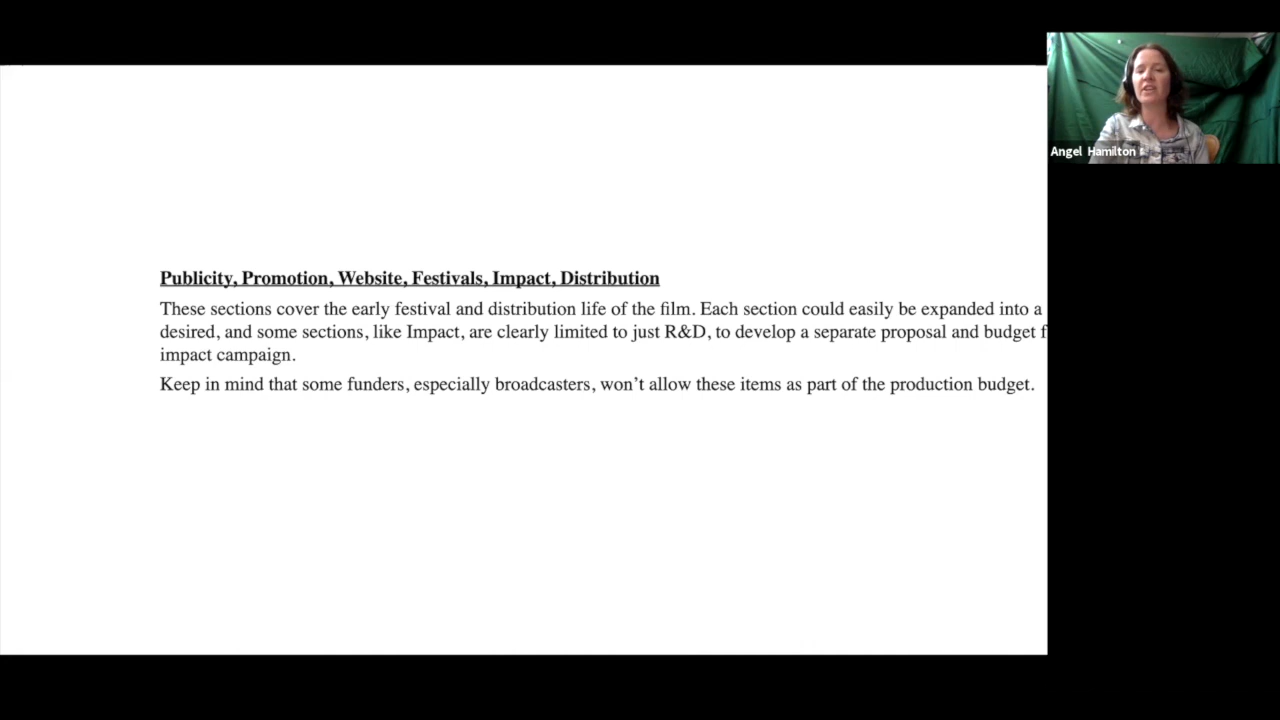 Publicity, Promotion, Website, Festivals, Impact, Distribution
These sections cover the early festival and distribution life of the film. Each section could easily be expanded into a
desired, and some sections, like Impact, are clearly limited to just R&D, to develop a separate proposal and budget f
impact campaign.
Keep in mind that some funders, especially broadcasters, won’t allow these items as part of the production budget.
Angel Hamilton